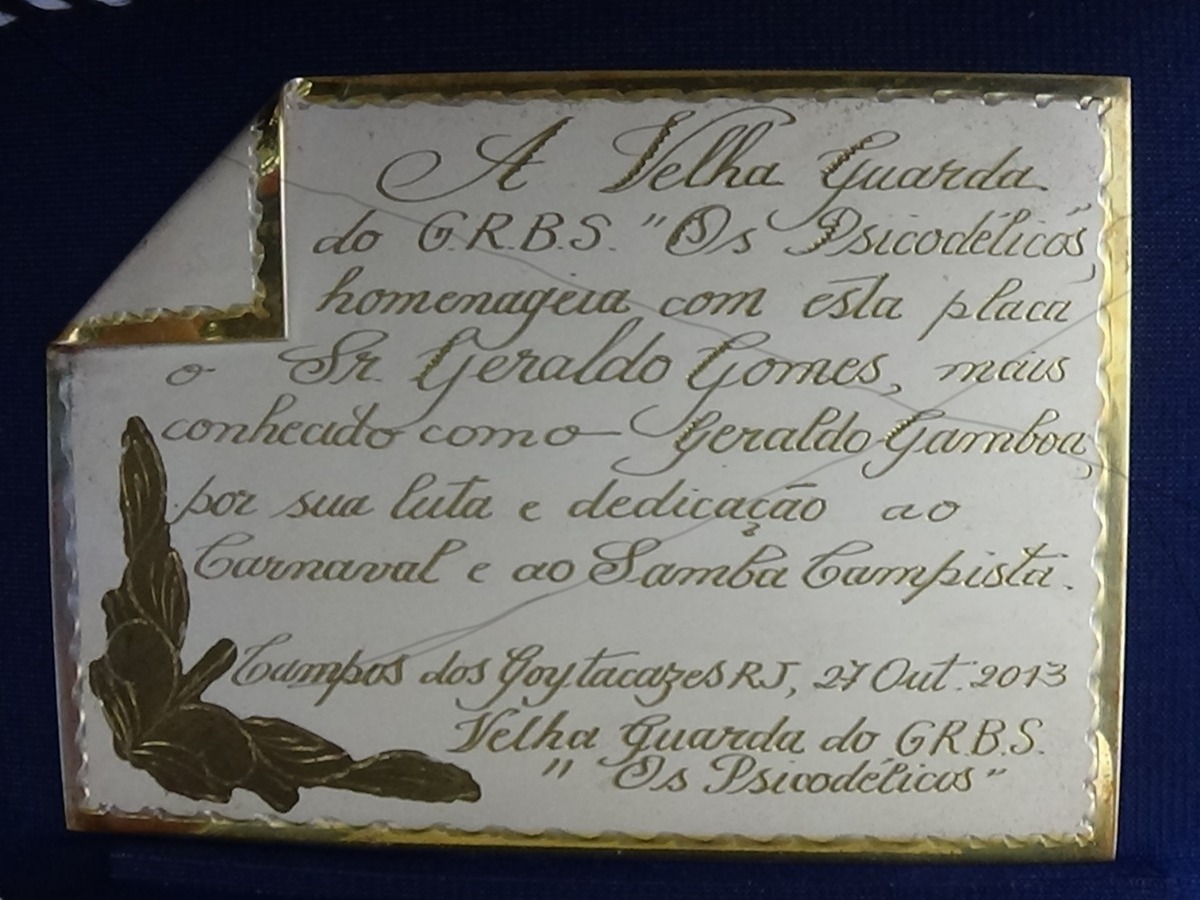 A Velha Guarda
do G.R.B.S. "Os Psicodélicos",
homenageia com esta placa
o Sr. Geraldo Gomes, mais
conhecido como Geraldo Gamboa,
por sua luta e dedicação ao
Carnaval e ao Samba Campista.
Campos dos Goytacazes RJ, 27 Out. 2013
Velha Guarda do G.R.B.S.
"Os Psicodélicos"